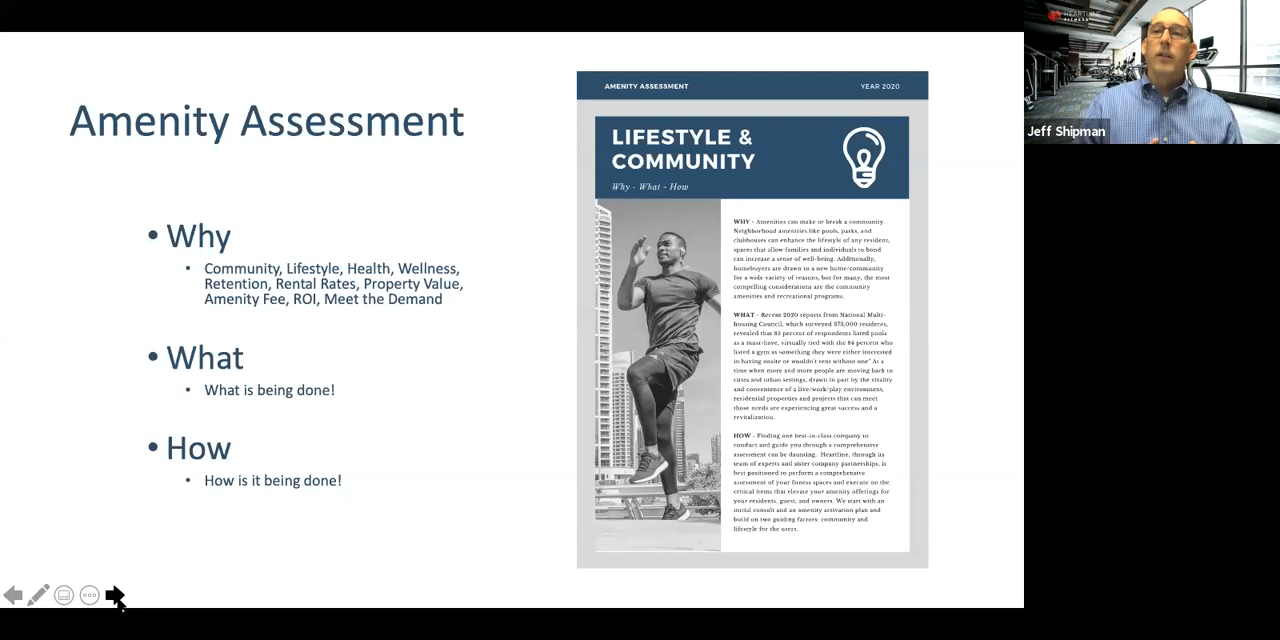 Amenity Assessment
• Why
• Community, Lifestyle, Health, Wellness,
Retention, Rental Rates, Property Value,
Amenity Fee, ROI, Meet the Demand
• What
• What is being done!
• How
• How is it being done!
AMENITY ASSESSMENT
YEAR 2020
LIFESTYLE &
COMMUNITY
Why - What - How
WHY - Amenities can make or break a community.
Neighborhood amenities like pools, parks, and
clubhouses can enhance the lifestyle of any resident,
spaces that allow families and individuals to bond
can increase a sense of well-being. Additionally,
homebuyers are drawn to a new home/community
for a wide variety of reasons, but for many, the most
compelling considerations are the community
amenities and recreational programs.
WHAT - Recent 2020 reports from National Multi-
housing Council, which surveyed 373,000 residents,
revealed that 85 percent of respondents listed pools
as a must-have, virtually tied with the 84 percent who
listed a gym as something they were either interested
in having onsite or wouldn't rent without one" At a
time when more and more people are moving back to
cities and urban settings, drawn in part by the vitality
and convenience of a live/work/play environment,
residential properties and projects that can meet
those needs are experiencing great success and a
revitalization.
HOW - Finding one best-in-class company to
conduct and guide you through a comprehensive
assessment can be daunting. Heartline, through its
team of experts and sister company partnerships, is
best positioned to perform a comprehensive
assessment of your fitness spaces and execute on the
critical items that elevate your amenity offerings for
your residents, guest, and owners. We start with an
initial consult and an amenity activation plan and
build on two guiding factors: community and
lifestyle for the users.
HEARTLINE
FITNESS
Jeff Shipman